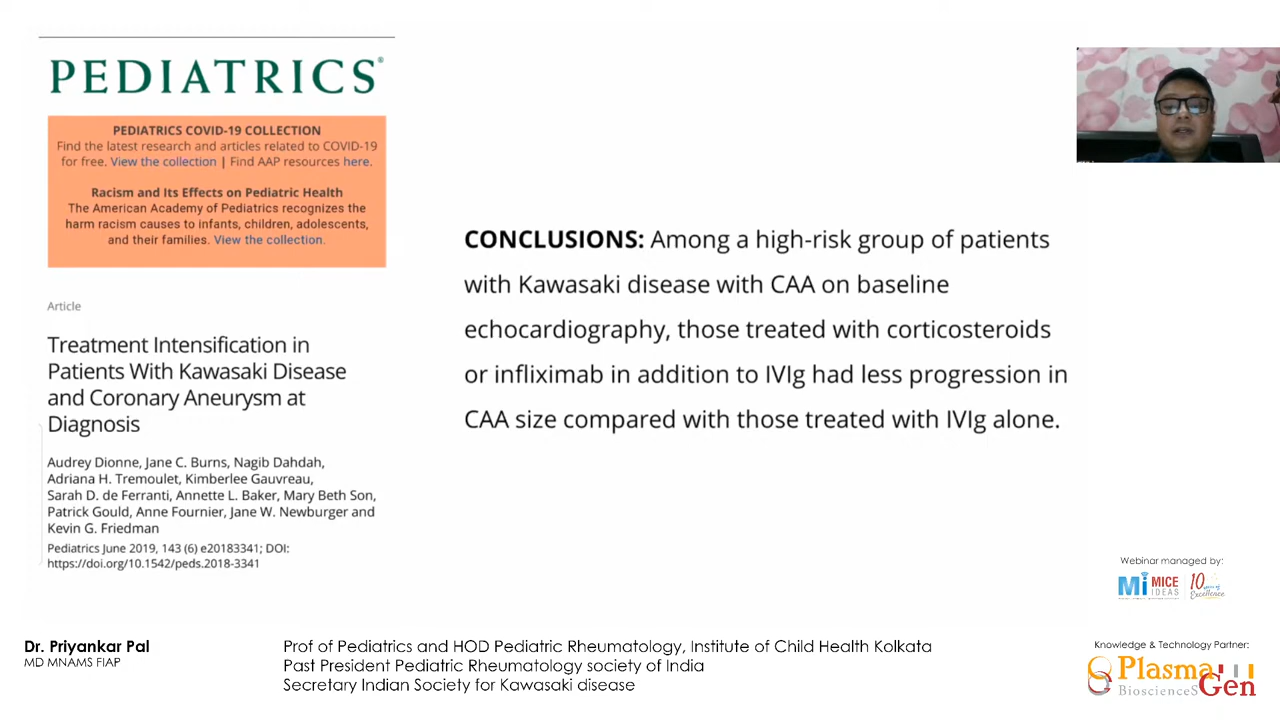 PEDIATRICS®
PEDIATRICS COVID-19 COLLECTION
Find the latest research and articles related to COVID-19
for free. View the collection | Find AAP resources here.
Racism and Its Effects on Pediatric Health
The American Academy of Pediatrics recognizes the
harm racism causes to infants, children, adolescents,
and their families. View the collection.
Article
Treatment Intensification in
Patients With Kawasaki Disease
and Coronary Aneurysm at
Diagnosis
Audrey Dionne, Jane C. Burns, Nagib Dahdah,
Adriana H. Tremoulet, Kimberlee Gauvreau,
Sarah D. de Ferranti, Annette L. Baker, Mary Beth Son,
Patrick Gould, Anne Fournier, Jane W. Newburger and
Kevin G. Friedman
Pediatrics June 2019, 143 (6) e20183341; DOI:
https://doi.org/10.1542/peds.2018-3341
CONCLUSIONS: Among a high-risk group of patients
with Kawasaki disease with CAA on baseline
echocardiography, those treated with corticosteroids
or infliximab in addition to IVIg had less progression in
CAA size compared with those treated with IVIg alone.
Webinar managed by:
Mi MICE
IDEAS
10 years of
Excellence
Dr. Priyankar Pal
MD MNAMS FIAP
Prof of Pediatrics and HOD Pediatric Rheumatology, Institute of Child Health Kolkata
Past President Pediatric Rheumatology society of India
Secretary Indian Society for Kawasaki disease
Knowledge & Technology Partner:
Plasma
BioscienceS Gen